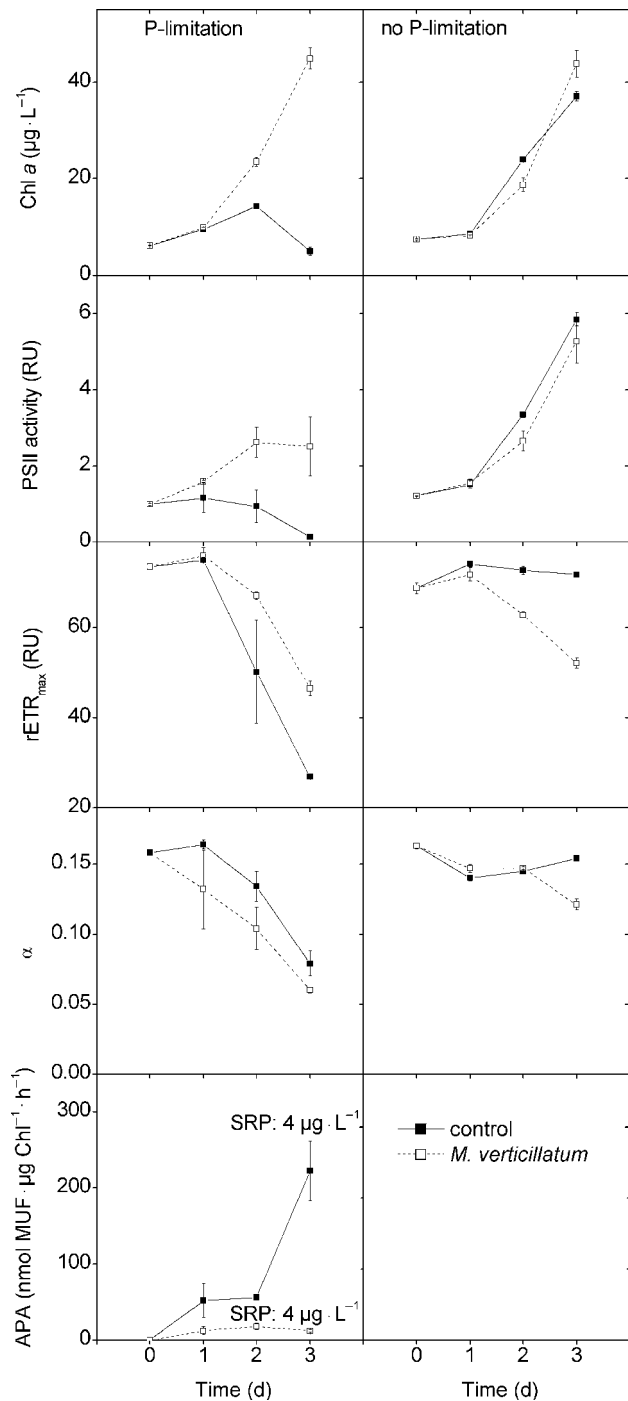 P-limitation
no P-limitation
Chl a (µg·L⁻¹)
40
20
0
PSII activity (RU)
6
4
2
0
rETRmax (RU)
60
40
20
α
0.15
0.10
0.05
0.00
APA (nmol MUF·µg Chl⁻¹·h⁻¹)
300
200
100
0
SRP: 4 µg·L⁻¹
SRP: 4 µg·L⁻¹
control
M. verticillatum
0 1 2 3
0 1 2 3
Time (d)
Time (d)